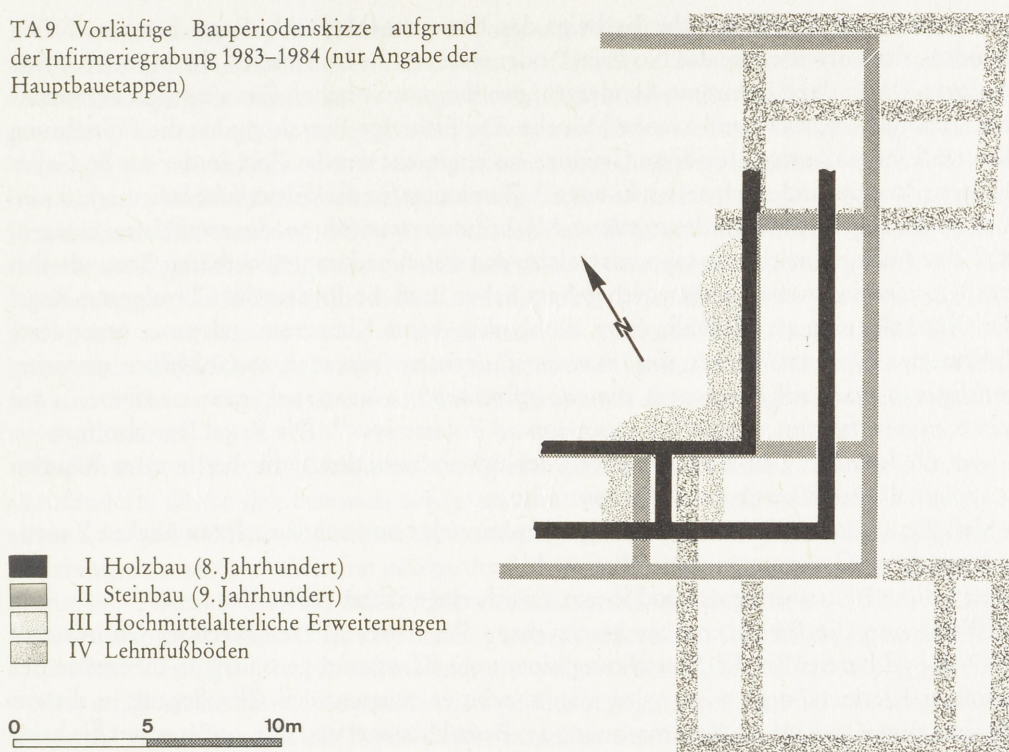 TA 9 Vorläufige Bauperiodenskizze aufgrund
der Infirmeriegrabung 1983–1984 (nur Angabe der
Hauptbauetappen)
N
I Holzbau (8. Jahrhundert)
II Steinbau (9. Jahrhundert)
III Hochmittelalterliche Erweiterungen
IV Lehmfußböden
0 5 10m